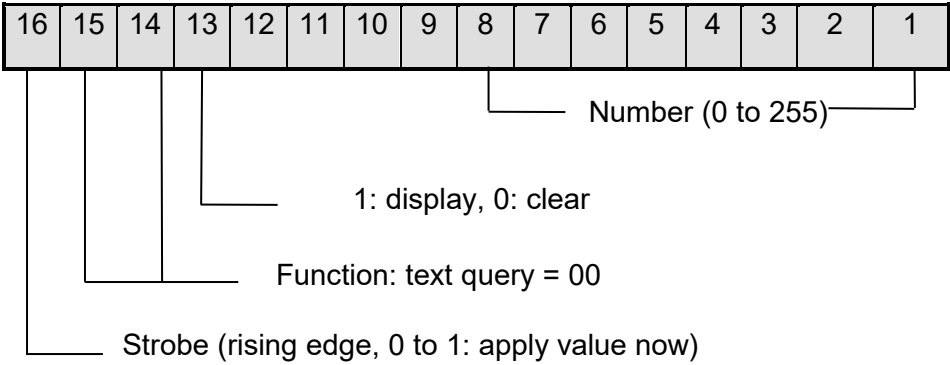 16 15 14 13 12 11 10 9 8 7 6 5 4 3 2 1
Number (0 to 255)
1: display, 0: clear
Function: text query = 00
Strobe (rising edge, 0 to 1: apply value now)